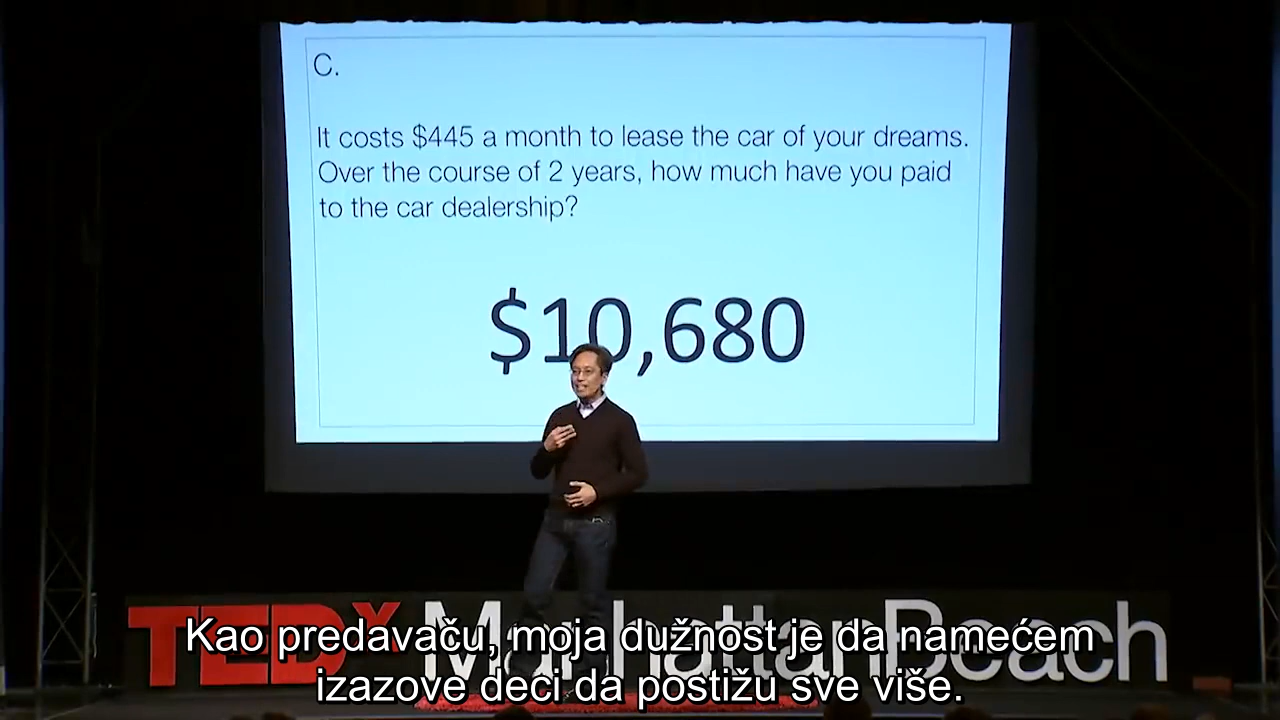 C.
It costs $445 a month to lease the car of your dreams.
Over the course of 2 years, how much have you paid
to the car dealership?
$10,680
TEDx ManhattanBeach
Kao predavaču, moja dužnost je da namećem
izazove deci da postižu sve više.